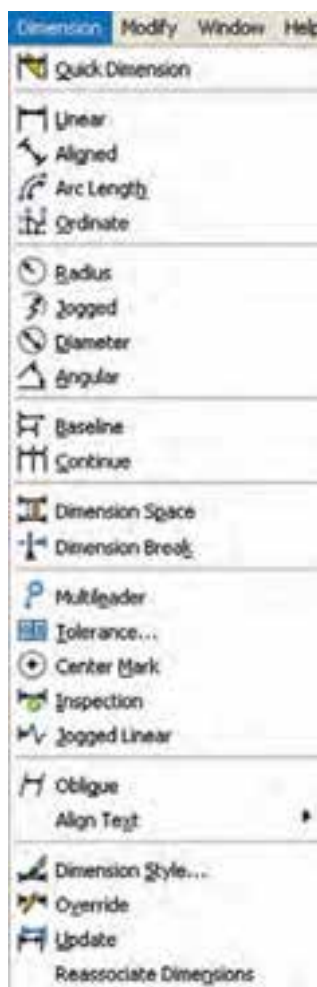 Dimension Modify Window Help
Quick Dimension
Linear
Aligned
Arc Length
Ordinate
Radius
Jogged
Diameter
Angular
Baseline
Continue
Dimension Space
Dimension Break
Multileader
Tolerance...
Center Mark
Inspection
Jogged Linear
Oblique
Align Text
Dimension Style...
Override
Update
Reassociate Dimensions